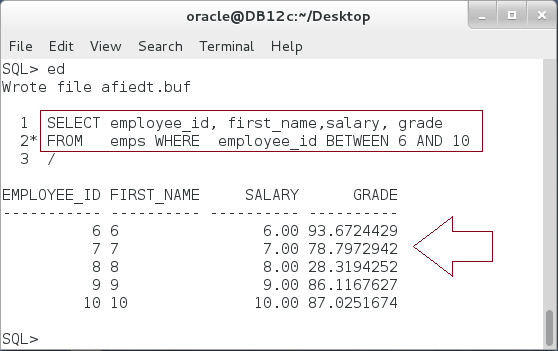 oracle@DB12c:~/Desktop
File Edit View Search Terminal Help
SQL> ed
Wrote file afiedt.buf
1 SELECT employee_id, first_name,salary, grade
2* FROM emps WHERE employee_id BETWEEN 6 AND 10
3 /
EMPLOYEE_ID FIRST_NAME SALARY GRADE
----------- ---------- ---------- ----------
6 6 6.00 93.6724429
7 7 7.00 78.7972942
8 8 8.00 28.3194252
9 9 9.00 86.1167627
10 10 10.00 87.0251674
SQL>